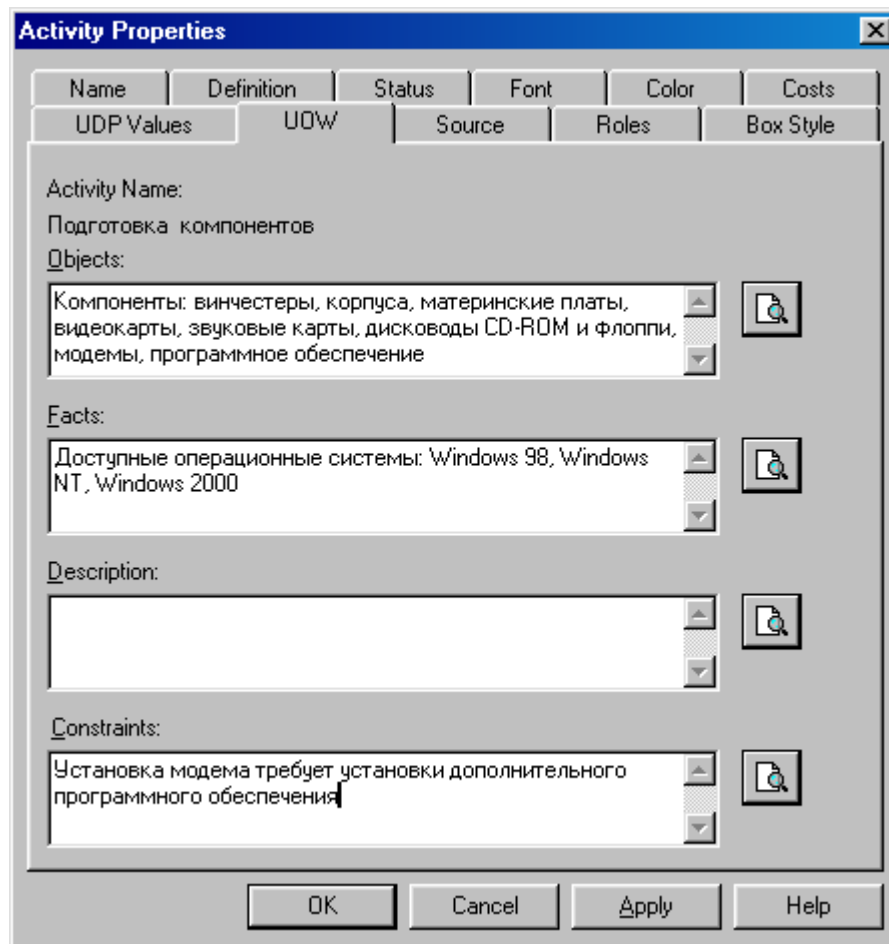 Activity Properties
Name Definition Status Font Color Costs
UDP Values UOW Source Roles Box Style
Activity Name:
Подготовка компонентов
Objects:
Компоненты: винчестеры, корпуса, материнские платы,
видеокарты, звуковые карты, дисководы CD-ROM и флоппи,
модемы, программное обеспечение
Facts:
Доступные операционные системы: Windows 98, Windows
NT, Windows 2000
Description:
Constraints:
Установка модема требует установки дополнительного
программного обеспечения
OK Cancel Apply Help